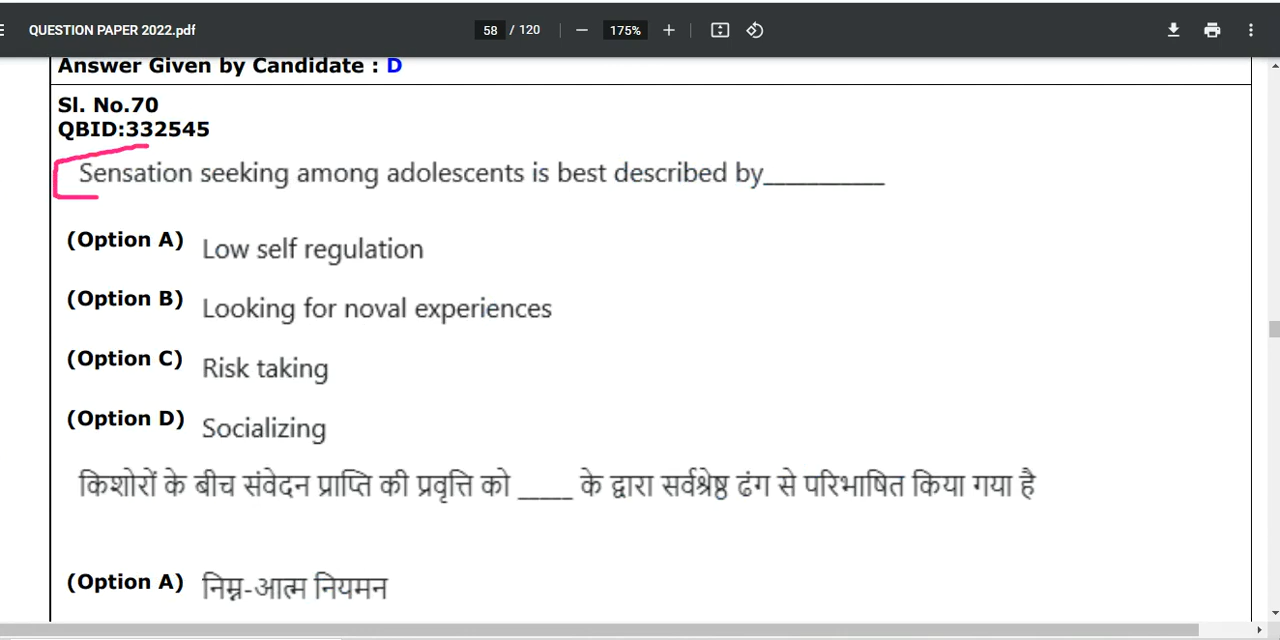 QUESTION PAPER 2022.pdf 58 / 120 − 175% +
Answer Given by Candidate : D
Sl. No.70
QBID:332545
Sensation seeking among adolescents is best described by__________
(Option A) Low self regulation
(Option B) Looking for noval experiences
(Option C) Risk taking
(Option D) Socializing
किशोरों के बीच संवेदन प्राप्ति की प्रवृत्ति को _____ के द्वारा सर्वश्रेष्ठ ढंग से परिभाषित किया गया है
(Option A) निम्न-आत्म नियमन